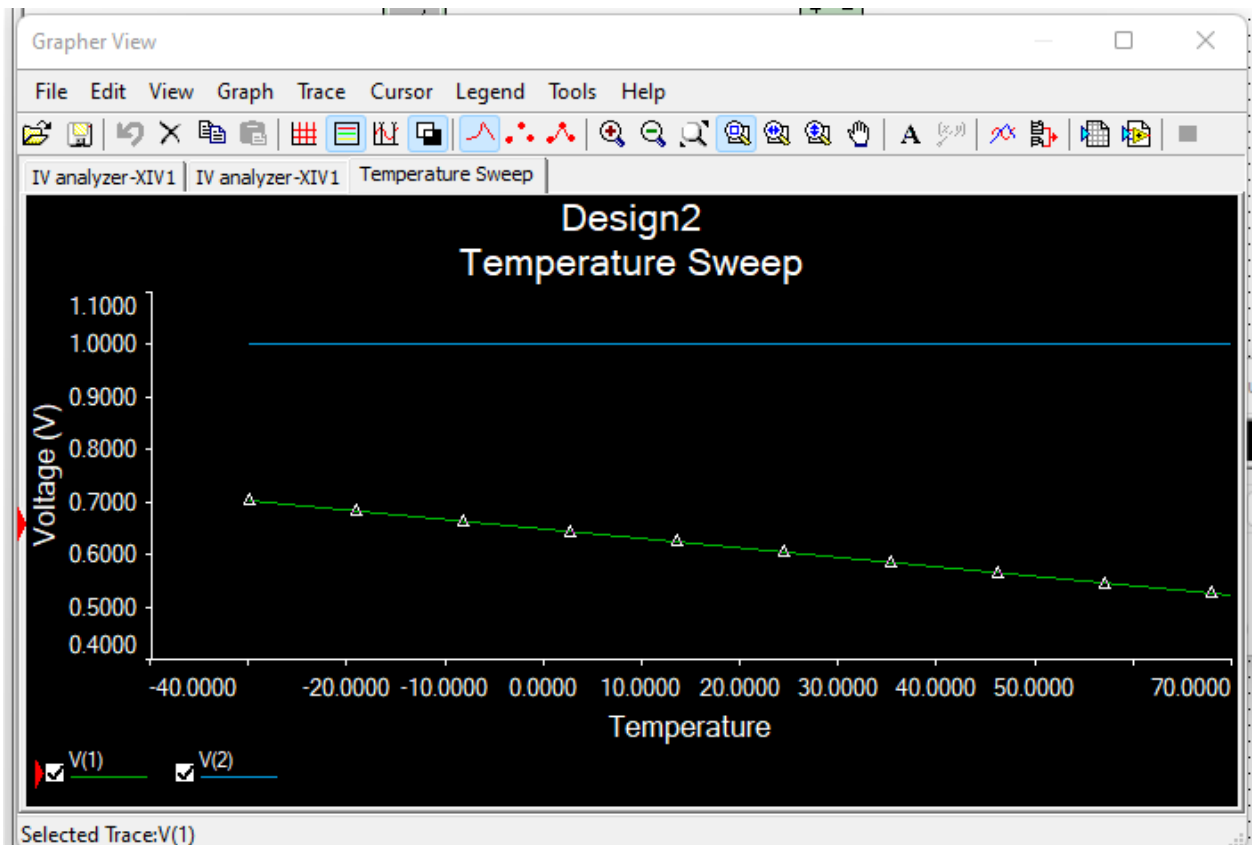 Grapher View
File Edit View Graph Trace Cursor Legend Tools Help
A (x,y)
IV analyzer-XIV1 IV analyzer-XIV1 Temperature Sweep
Design2
Temperature Sweep
1.1000
1.0000
0.9000
0.8000
0.7000
0.6000
0.5000
0.4000
Voltage (V)
-40.0000 -20.0000 -10.0000 0.0000 10.0000 20.0000 30.0000 40.0000 50.0000 70.0000
Temperature
V(1) V(2)
Selected Trace:V(1)